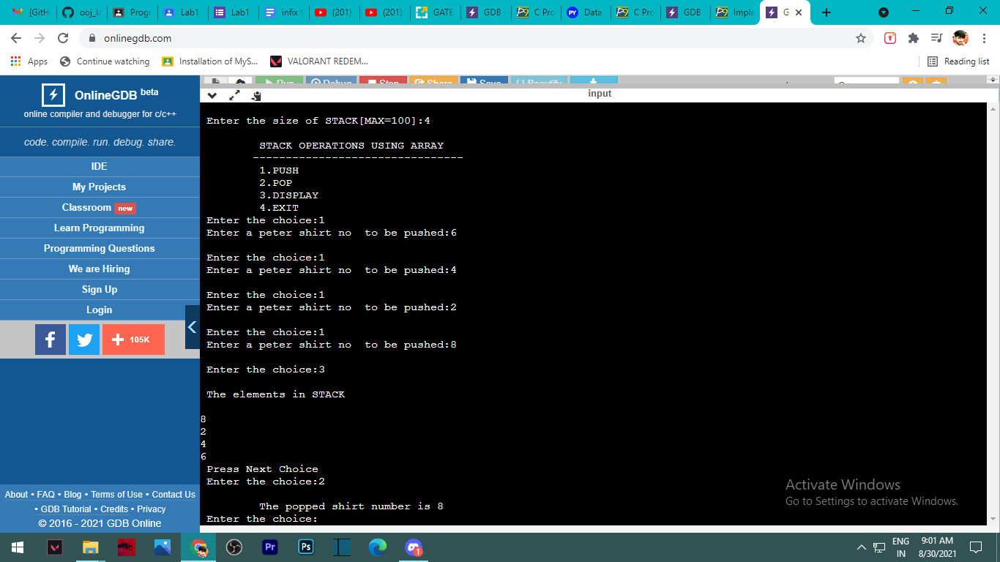 [GitH
ooj_la
Progr
Lab1
Lab1
infix t
(201)
(201)
GATE
GDB
C Pro
Data
C Pro
GDB
Imple
G
onlinegdb.com
Apps
Continue watching
Installation of MyS...
VALORANT REDEM...
Reading list
OnlineGDB beta
online compiler and debugger for c/c++
code. compile. run. debug. share.
IDE
My Projects
Classroom new
Learn Programming
Programming Questions
We are Hiring
Sign Up
Login
105K
About • FAQ • Blog • Terms of Use • Contact Us
• GDB Tutorial • Credits • Privacy
© 2016 - 2021 GDB Online
Run Debug Stop Share Save { } Beautify
input
Enter the size of STACK[MAX=100]:4
STACK OPERATIONS USING ARRAY
--------------------------------
1.PUSH
2.POP
3.DISPLAY
4.EXIT
Enter the choice:1
Enter a peter shirt no  to be pushed:6
Enter the choice:1
Enter a peter shirt no  to be pushed:4
Enter the choice:1
Enter a peter shirt no  to be pushed:2
Enter the choice:1
Enter a peter shirt no  to be pushed:8
Enter the choice:3
The elements in STACK
8
2
4
6
Press Next Choice
Enter the choice:2
The popped shirt number is 8
Enter the choice:
Activate Windows
Go to Settings to activate Windows.
Pr
Ps
1
ENG
IN
9:01 AM
8/30/2021